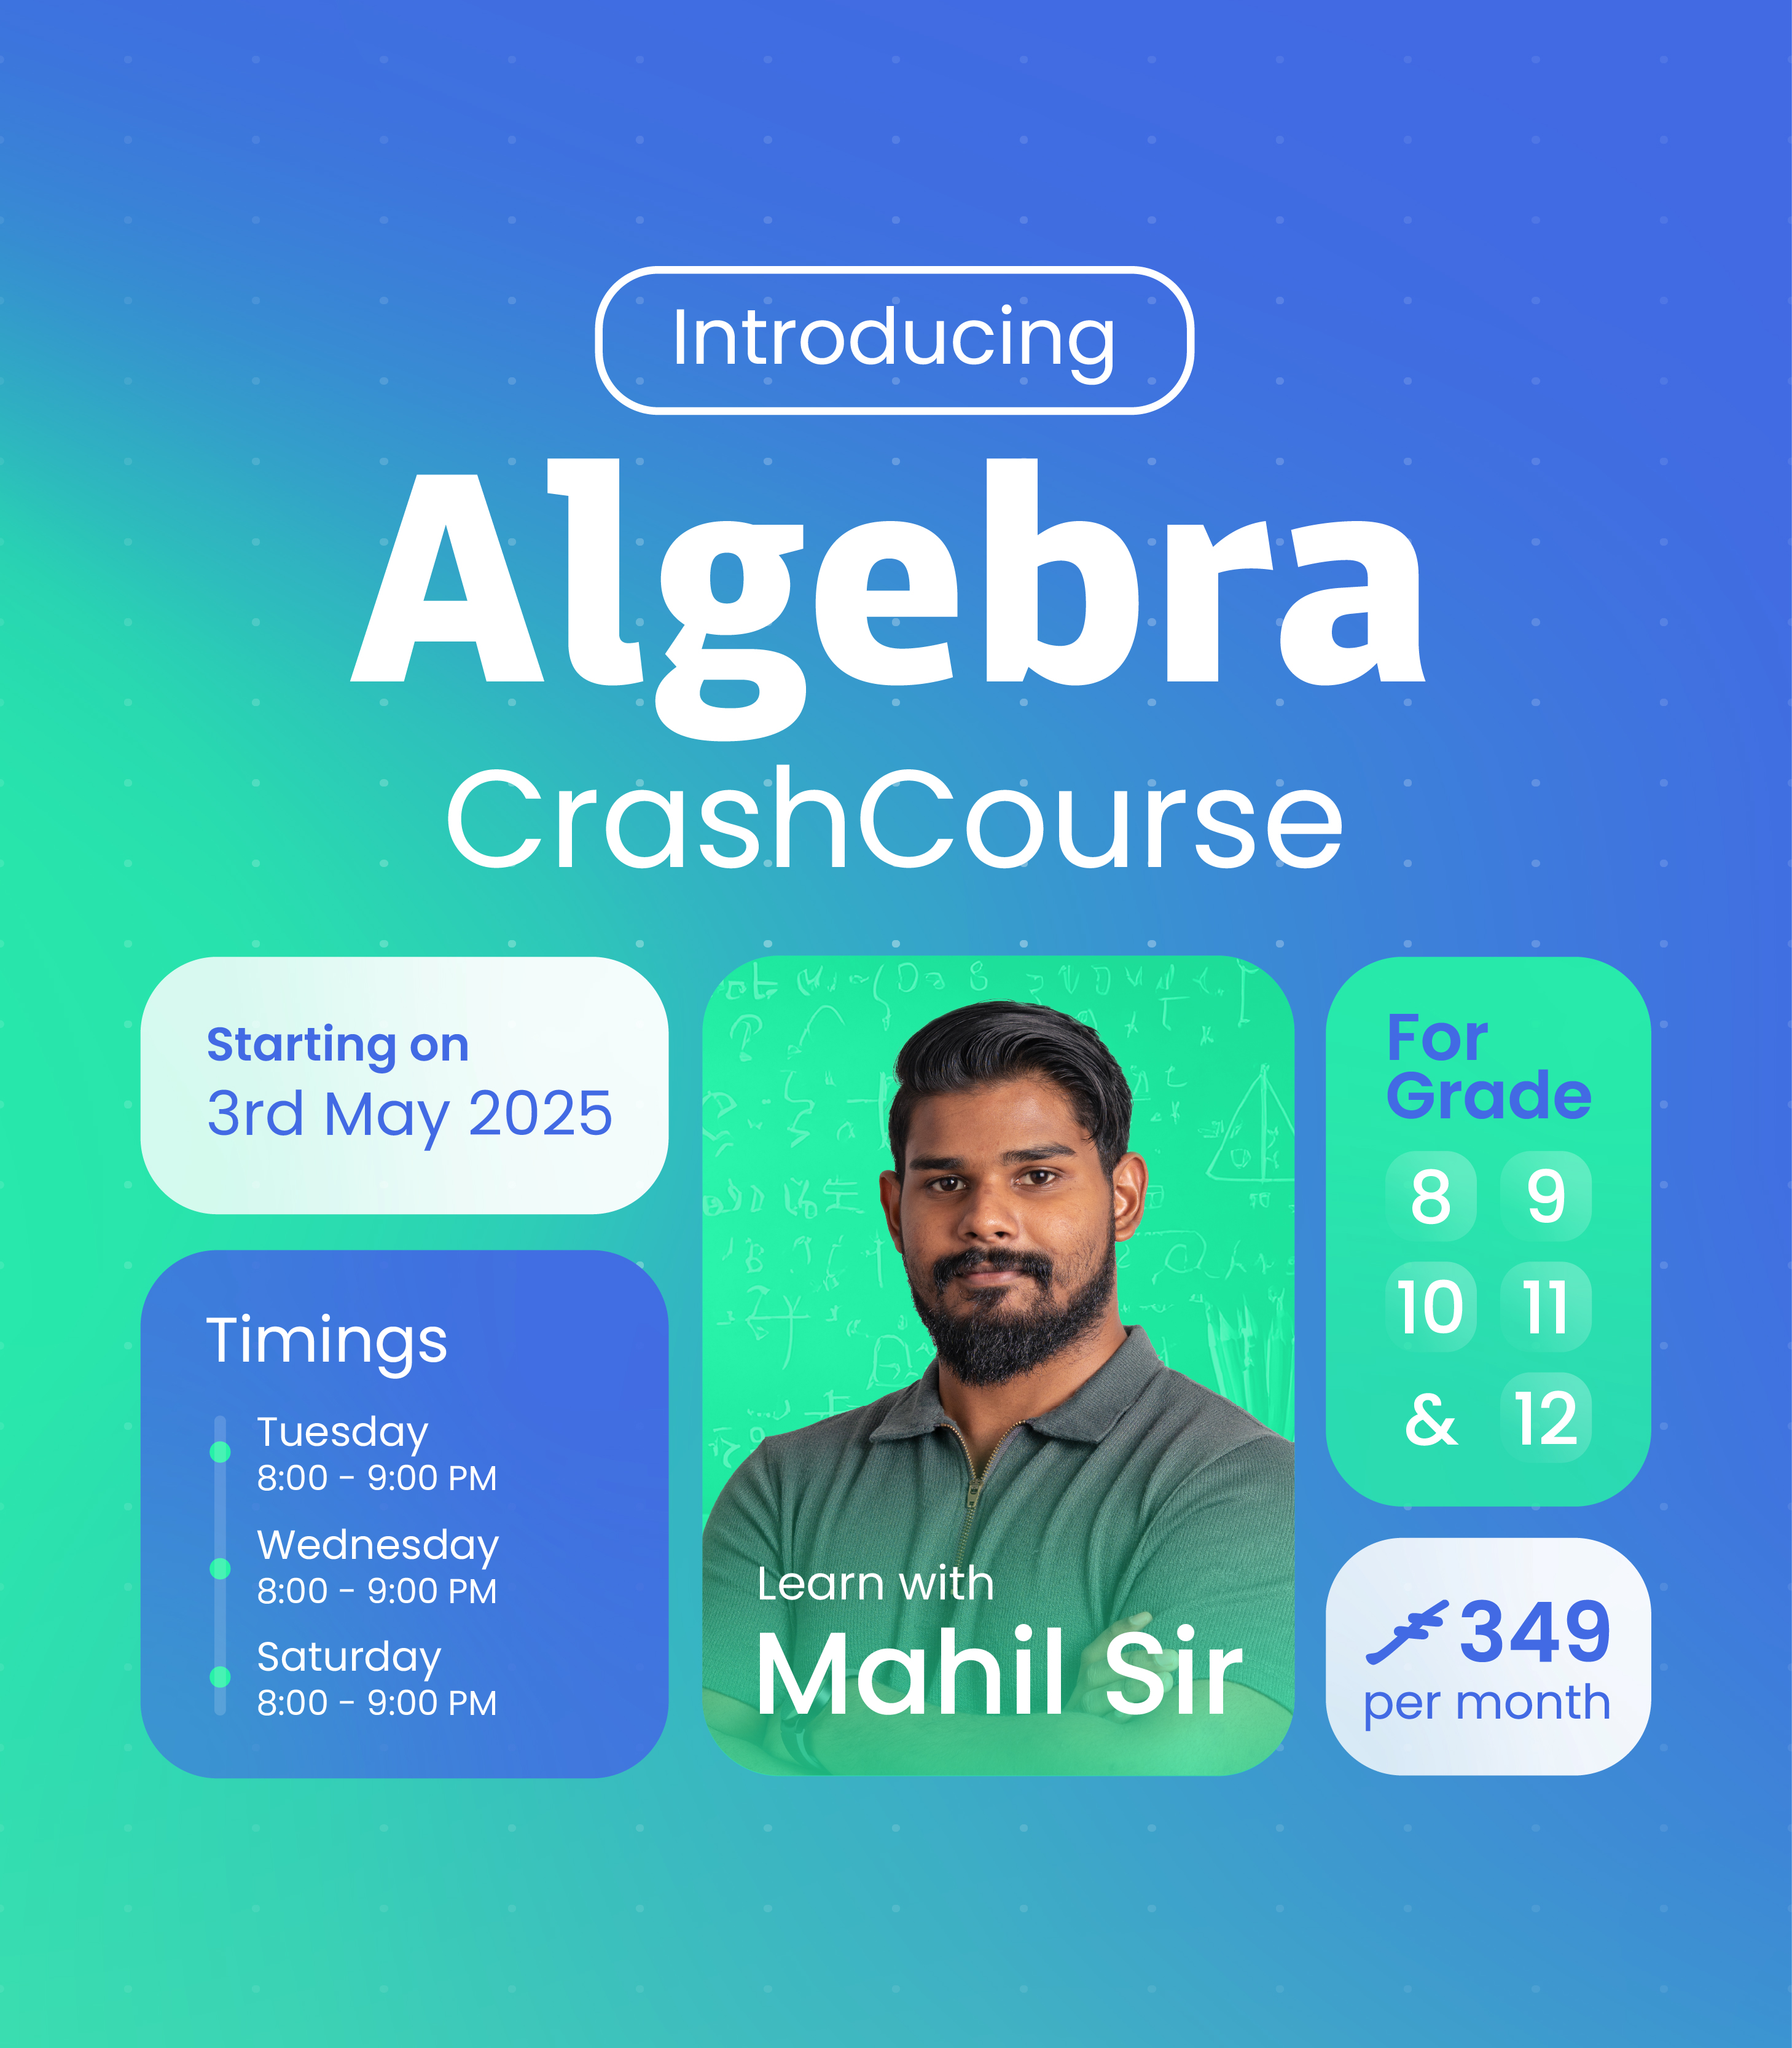 Introducing
Algebra
CrashCourse
Starting on
3rd May 2025
Timings
Tuesday
8:00 - 9:00 PM
Wednesday
8:00 - 9:00 PM
Saturday
8:00 - 9:00 PM
Learn with
Mahil Sir
For
Grade
8 9
10 11
& 12
349
per month